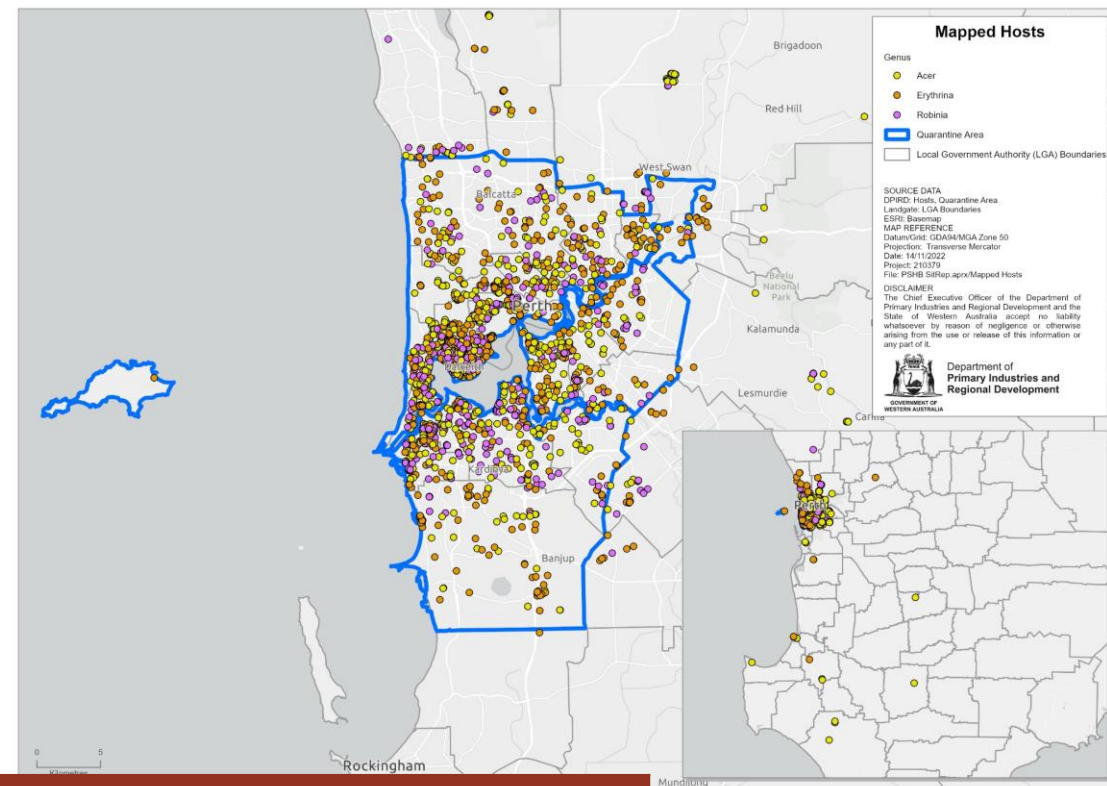 Mapped Hosts
Genus
Acer
Erythrina
Robinia
Quarantine Area
Local Government Authority (LGA) Boundaries
SOURCE DATA
DPIRD: Hosts, Quarantine Area
Landgate: LGA Boundaries
ESRI: Basemap
MAP REFERENCE
Datum/Grid: GDA94/MGA Zone 50
Projection: Transverse Mercator
Date: 14/11/2022
Project: 210379
File: PSHB SitRep.aprx/Mapped Hosts
DISCLAIMER
The Chief Executive Officer of the Department of
Primary Industries and Regional Development and the
State of Western Australia accept no liability
whatsoever by reason of negligence or otherwise
arising from the use or release of this information or
any part of it.
GOVERNMENT OF
WESTERN AUSTRALIA
Department of
Primary Industries and
Regional Development
Brigadoon
Red Hill
West Swan
Balcatta
Beelu
National
Park
Perth
Kalamunda
Lesmurdie
Carilla
Kardinya
Banjup
Rockingham
Mundijong
0 5
Kilometres
Perth